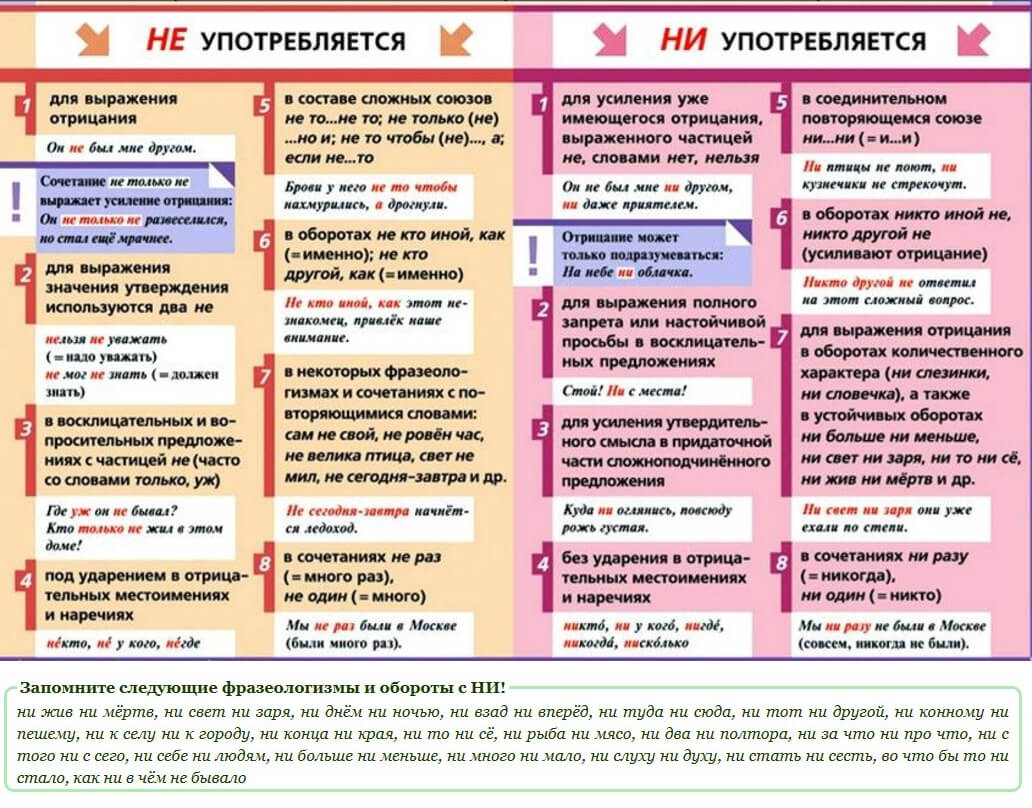 НЕ УПОТРЕБЛЯЕТСЯ
1
для выражения
отрицания
Он не был мне другом.
!
Сочетание не только не
выражает усиление отрицания:
Он не только не развеселился,
но стал ещё мрачнее.
2
для выражения
значения утверждения
используются два не
нельзя не уважать
(=надо уважать)
не мог не знать (=должен
знать)
3
в восклицательных и во-
просительных предложе-
ниях с частицей не (часто
со словами только, уж)
Где уж он не бывал?
Кто только не жил в этом
доме!
4
под ударением в отрица-
тельных местоимениях
и наречиях
не́кто, не́ у кого, не́где
5
в составе сложных союзов
не то...не то; не только (не)
...но и; не то чтобы (не)..., а;
если не...то
Брови у него не то чтобы
нахмурились, а дрогнули.
6
в оборотах не кто иной, как
(=именно); не кто
другой, как (=именно)
Не кто иной, как этот не-
знакомец, привлёк наше
внимание.
7
в некоторых фразеоло-
гизмах и сочетаниях с по-
вторяющимися словами:
сам не свой, не ровён час,
не велика птица, свет не
мил, не сегодня-завтра и др.
Не сегодня-завтра начнёт-
ся ледоход.
8
в сочетаниях не раз
(=много раз),
не один (=много)
Мы не раз были в Москве
(были много раз).
НИ УПОТРЕБЛЯЕТСЯ
1
для усиления уже
имеющегося отрицания,
выраженного частицей
не, словами нет, нельзя
Он не был мне ни другом,
ни даже приятелем.
!
Отрицание может
только подразумеваться:
На небе ни облачка.
2
для выражения полного
запрета или настойчивой
просьбы в восклицатель-
ных предложениях
Стой! Ни с места!
3
для усиления утвердитель-
ного смысла в придаточной
части сложноподчинённого
предложения
Куда ни оглянись, повсюду
рожь густая.
4
без ударения в отрица-
тельных местоимениях
и наречиях
никто́, ни у кого́, нигде́,
никогда́, ниско́лько
5
в соединительном
повторяющемся союзе
ни...ни (=и...и)
Ни птицы не поют, ни
кузнечики не стрекочут.
6
в оборотах никто иной не,
никто другой не
(усиливают отрицание)
Никто другой не ответил
на этот сложный вопрос.
7
для выражения отрицания
в оборотах количественного
характера (ни слезинки,
ни словечка), а также
в устойчивых оборотах
ни больше ни меньше,
ни свет ни заря, ни то ни сё,
ни жив ни мёртв и др.
Ни свет ни заря они уже
ехали по степи.
8
в сочетаниях ни разу
(=никогда),
ни один (=никто)
Мы ни разу не были в Москве
(совсем, никогда не были).
Запомните следующие фразеологизмы и обороты с НИ!
ни жив ни мёртв, ни свет ни заря, ни днём ни ночью, ни взад ни вперёд, ни туда ни сюда, ни тот ни другой, ни конному ни
пешему, ни к селу ни к городу, ни конца ни края, ни то ни сё, ни рыба ни мясо, ни два ни полтора, ни за что ни про что, ни с
того ни с сего, ни себе ни людям, ни больше ни меньше, ни много ни мало, ни слуху ни духу, ни стать ни сесть, во что бы то ни
стало, как ни в чём не бывало